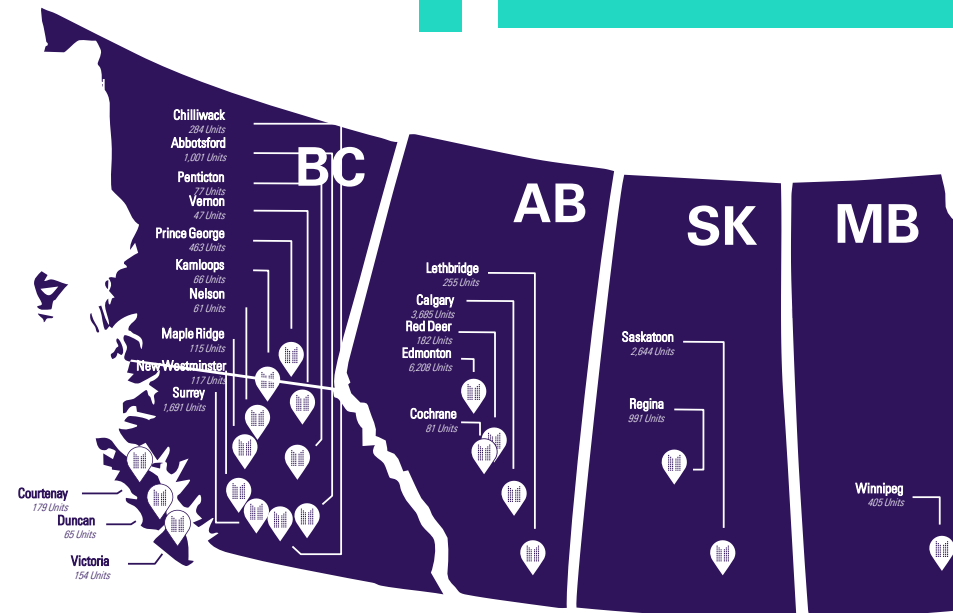 Chilliwack
284 Units
Abbotsford
1,001 Units
BC
Penticton
77 Units
Vernon
47 Units
Prince George
463 Units
Kamloops
66 Units
Nelson
61 Units
Maple Ridge
115 Units
New Westminster
117 Units
Surrey
1,691 Units
Courtenay
179 Units
Duncan
65 Units
Victoria
154 Units
AB
Lethbridge
255 Units
Calgary
3,685 Units
Red Deer
182 Units
Edmonton
6,208 Units
Cochrane
81 Units
SK
Saskatoon
2,644 Units
Regina
991 Units
MB
Winnipeg
405 Units